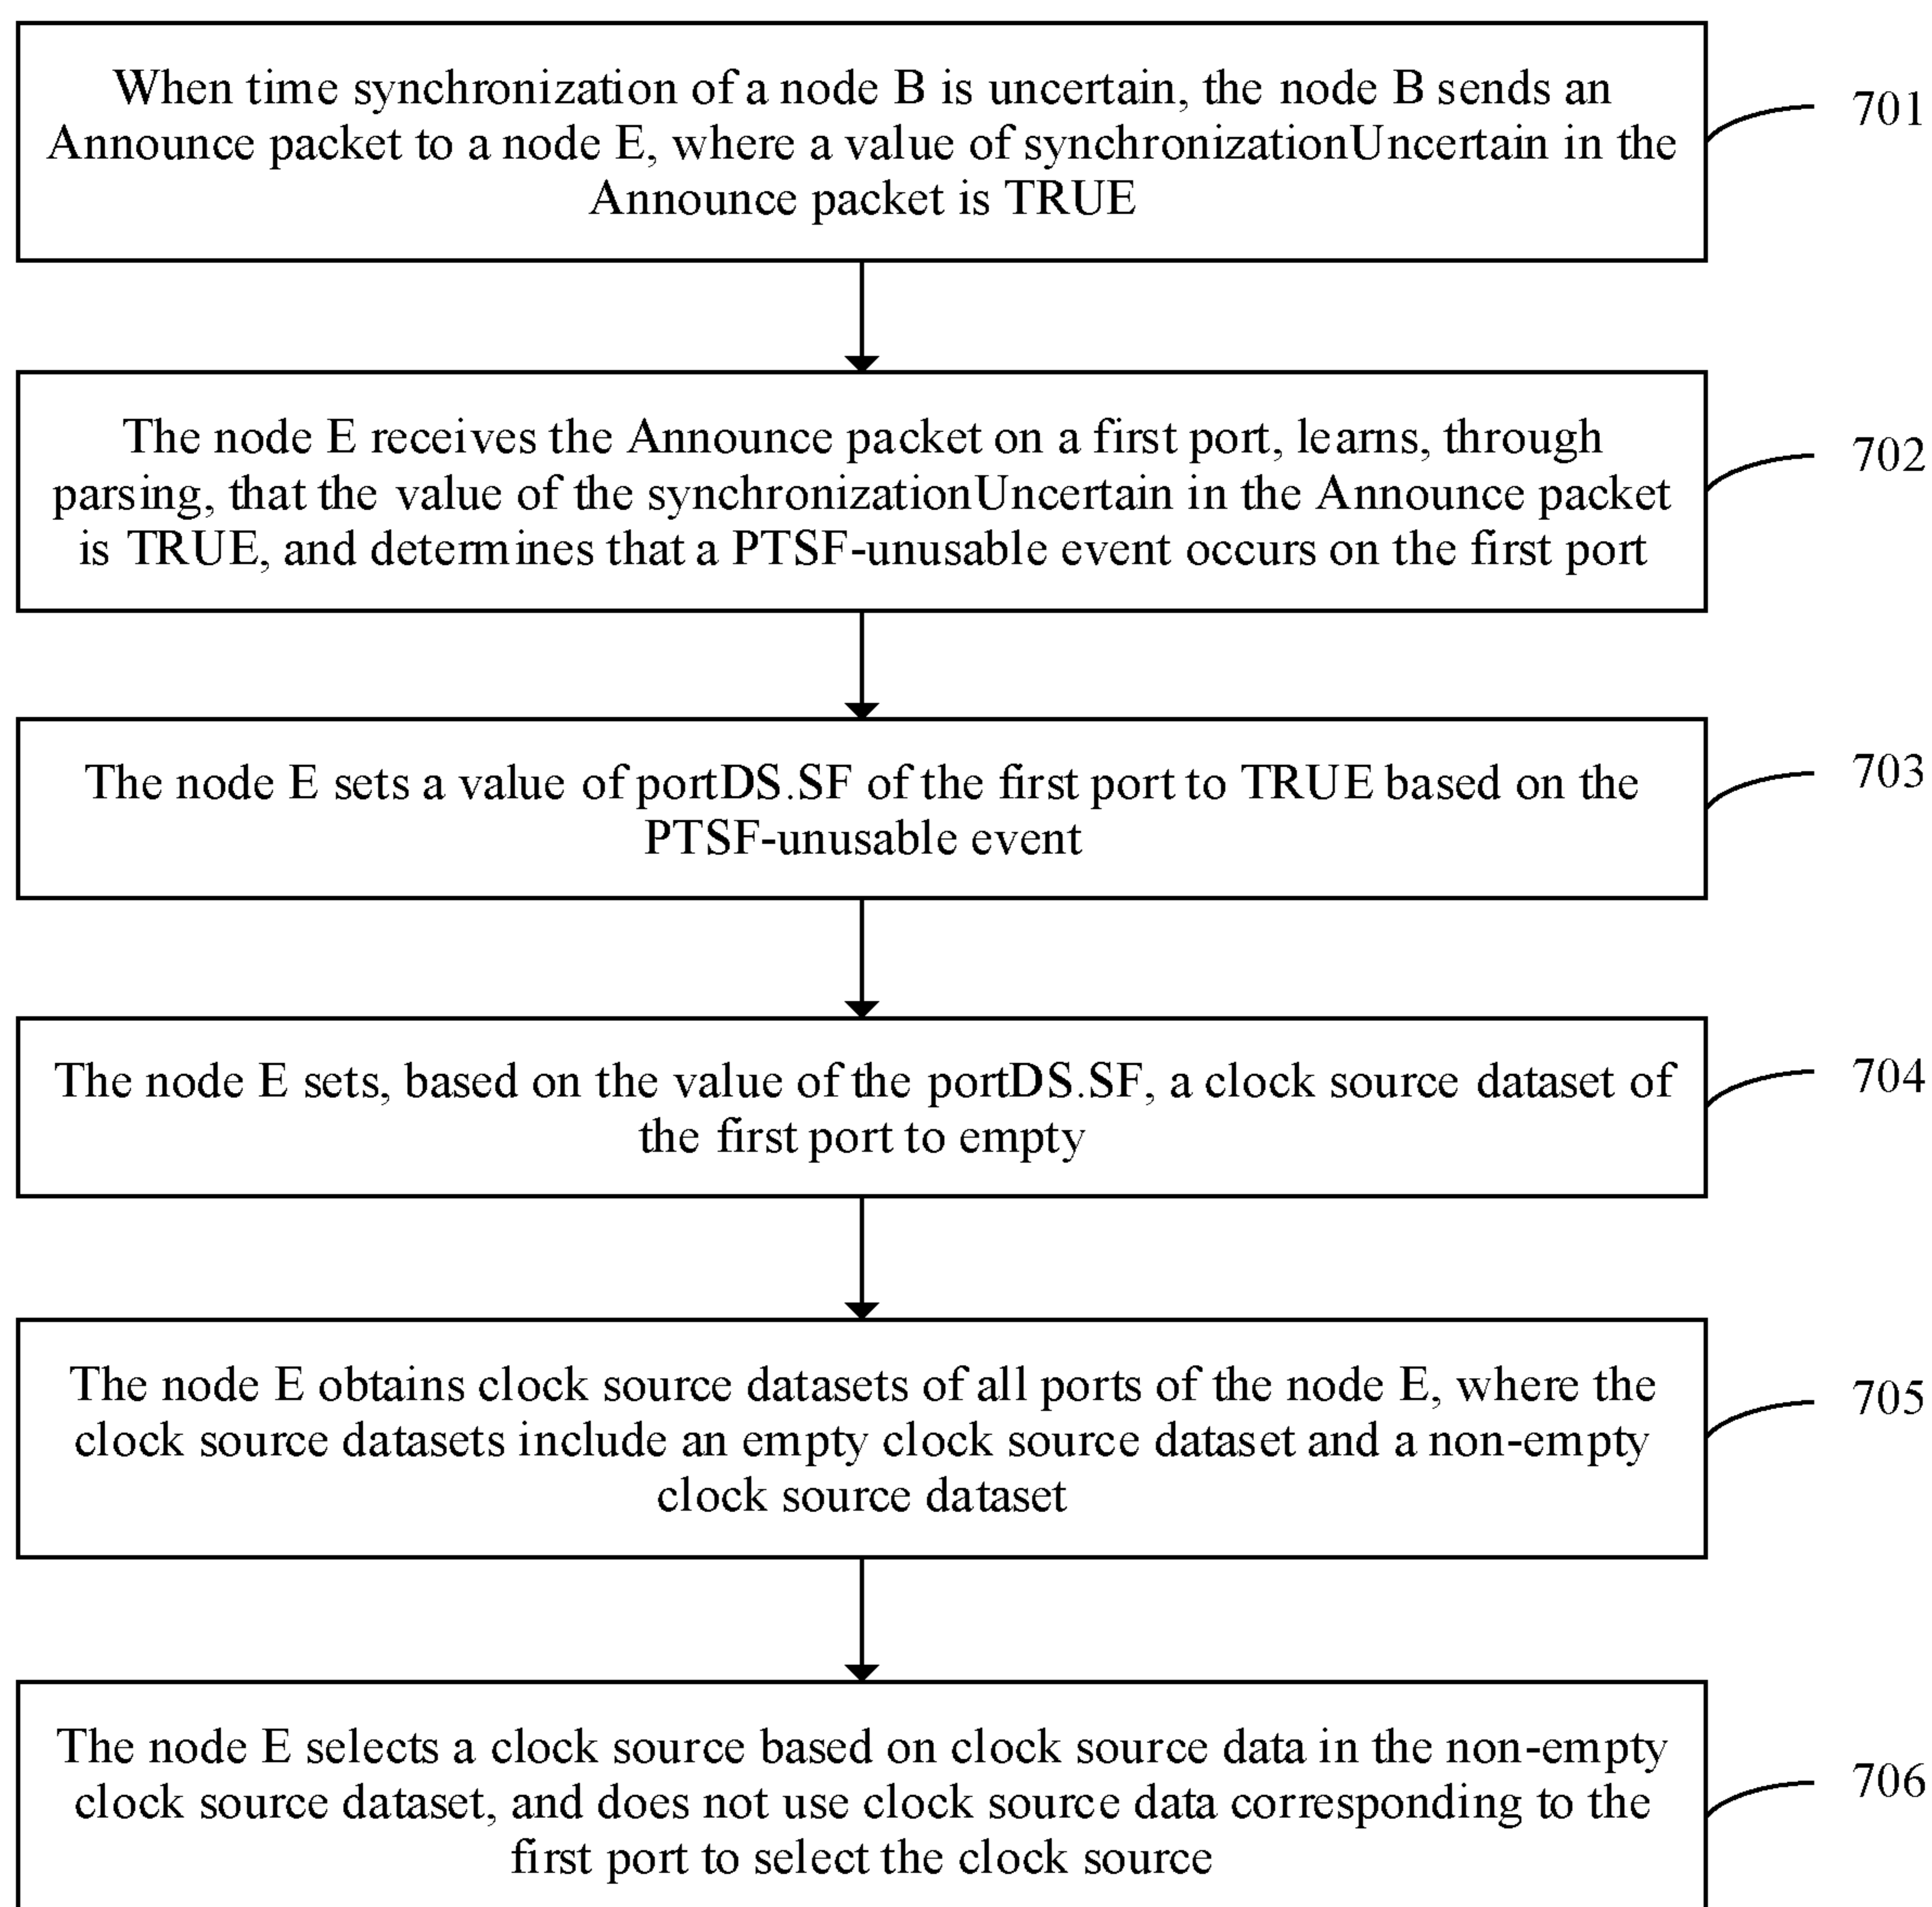 When time synchronization of a node B is uncertain, the node B sends an
Announce packet to a node E, where a value of synchronizationUncertain in the
Announce packet is TRUE
701
The node E receives the Announce packet on a first port, learns, through
parsing, that the value of the synchronizationUncertain in the Announce packet
is TRUE, and determines that a PTSF-unusable event occurs on the first port
702
The node E sets a value of portDS.SF of the first port to TRUE based on the
PTSF-unusable event
703
The node E sets, based on the value of the portDS.SF, a clock source dataset of
the first port to empty
704
The node E obtains clock source datasets of all ports of the node E, where the
clock source datasets include an empty clock source dataset and a non-empty
clock source dataset
705
The node E selects a clock source based on clock source data in the non-empty
clock source dataset, and does not use clock source data corresponding to the
first port to select the clock source
706